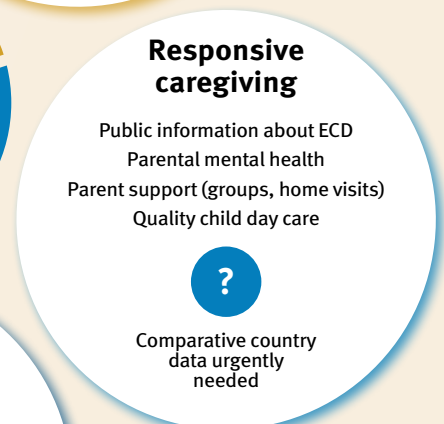 Responsive
caregiving
Public information about ECD
Parental mental health
Parent support (groups, home visits)
Quality child day care
?
Comparative country
data urgently
needed